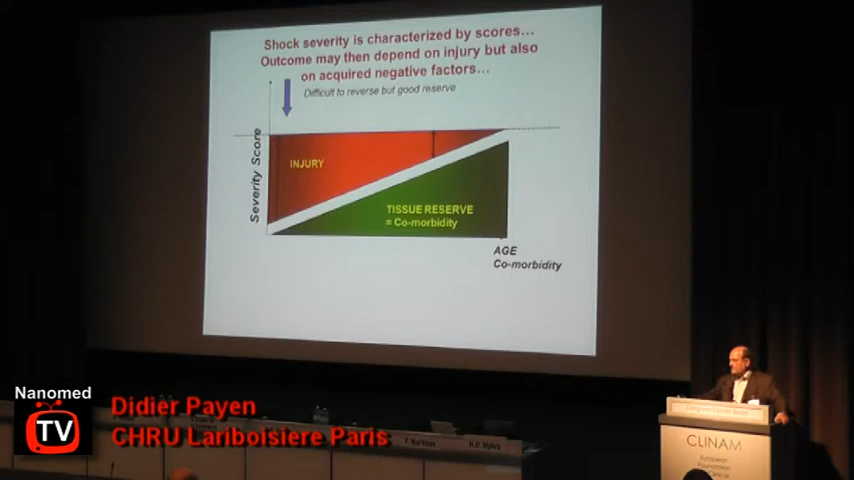 Shock severity is characterized by scores...
Outcome may then depend on injury but also
on acquired negative factors...
Difficult to reverse but good reserve
Severity Score
INJURY
TISSUE RESERVE
= Co-morbidity
AGE
Co-morbidity
Nanomed
TV
Didier Payen
CHRU Lariboisiere Paris
CLINAM
European
Foundation